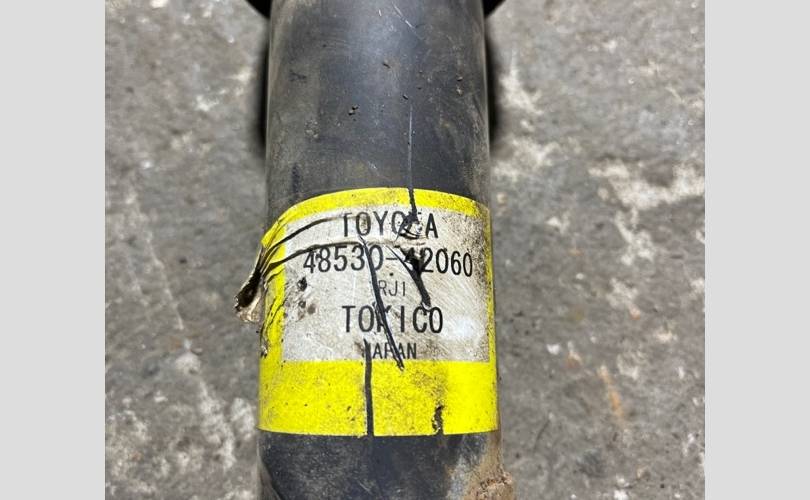 TOYOTA
48530-42060
RJ1
TOKICO
JAPAN